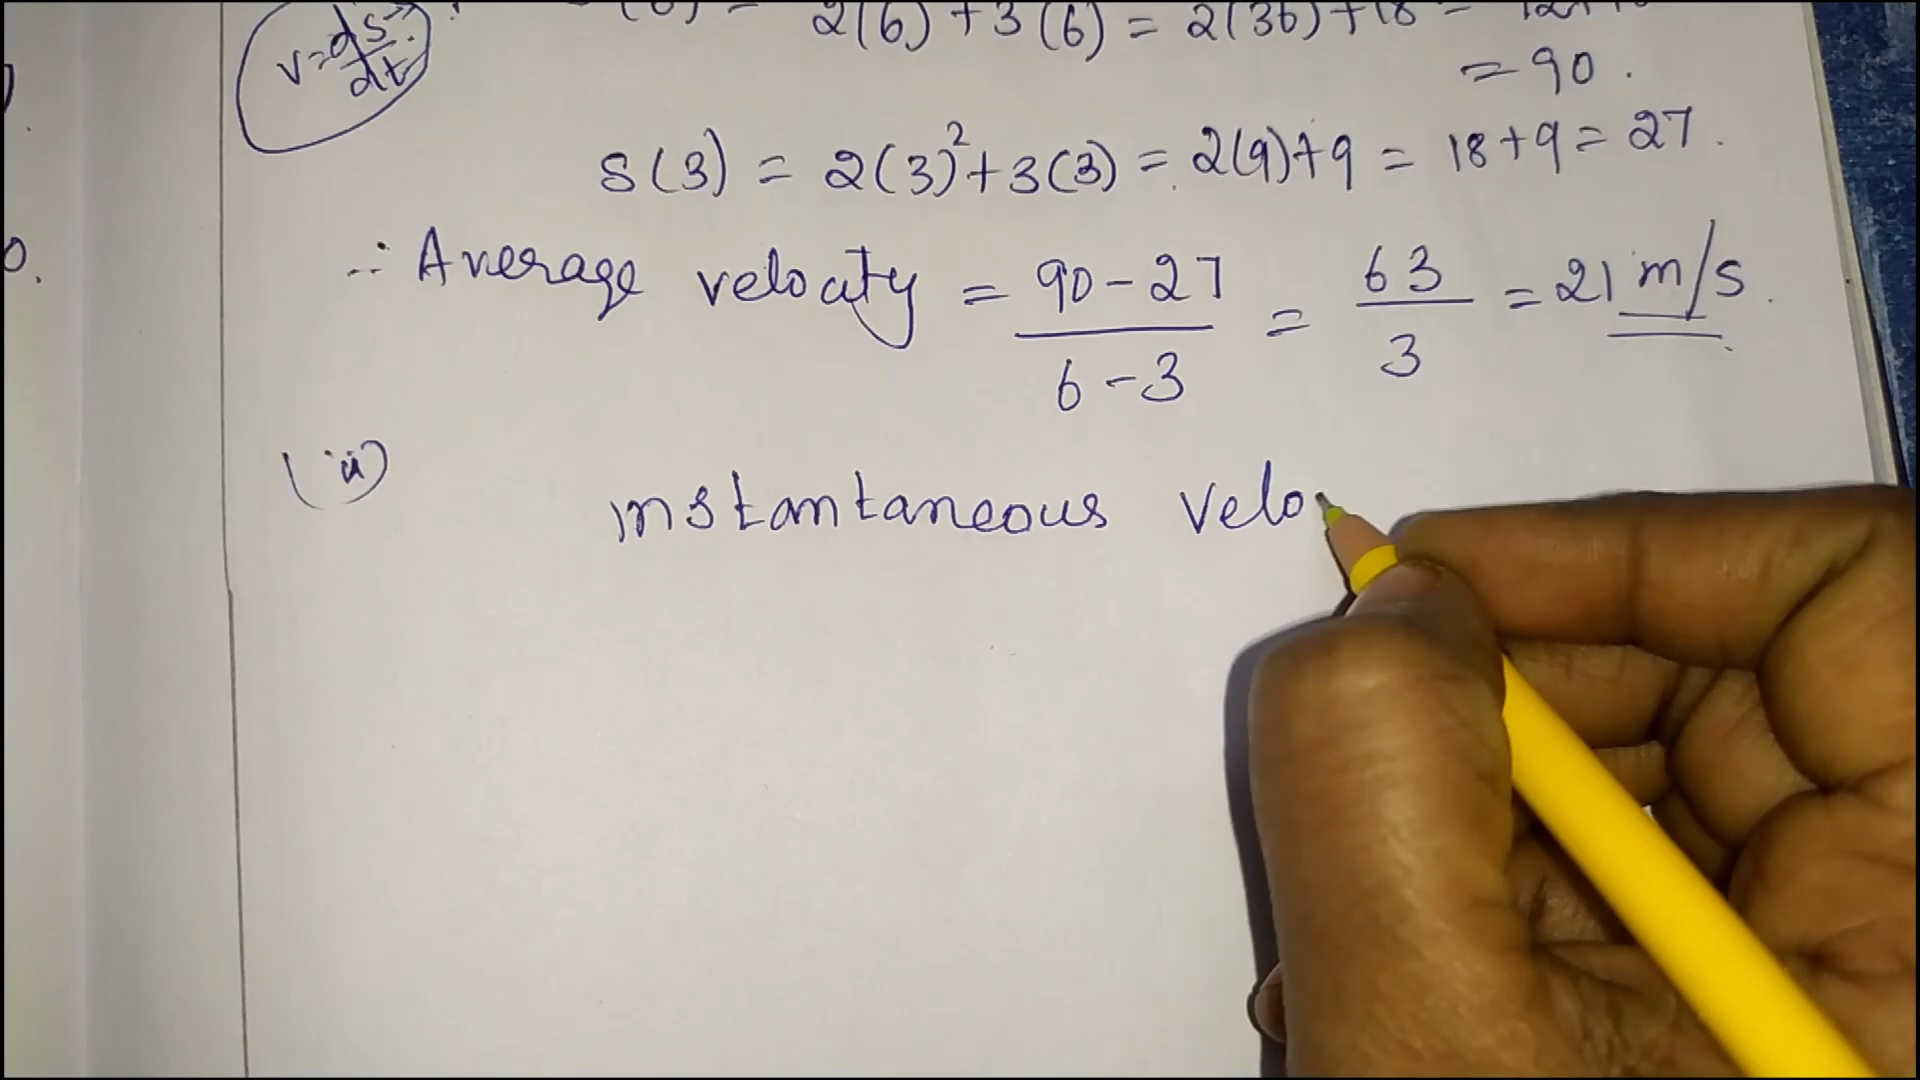 2(6) + 3(6) = 2(36) + 18 =
v = ds/dt
= 90 .
s(3) = 2(3)²+3(3) = 2(9)+9 = 18+9 = 27 .
∴ Average velocity = 90-27/6-3 = 63/3 = 21 m/s .
(ii) instantaneous velo
0.